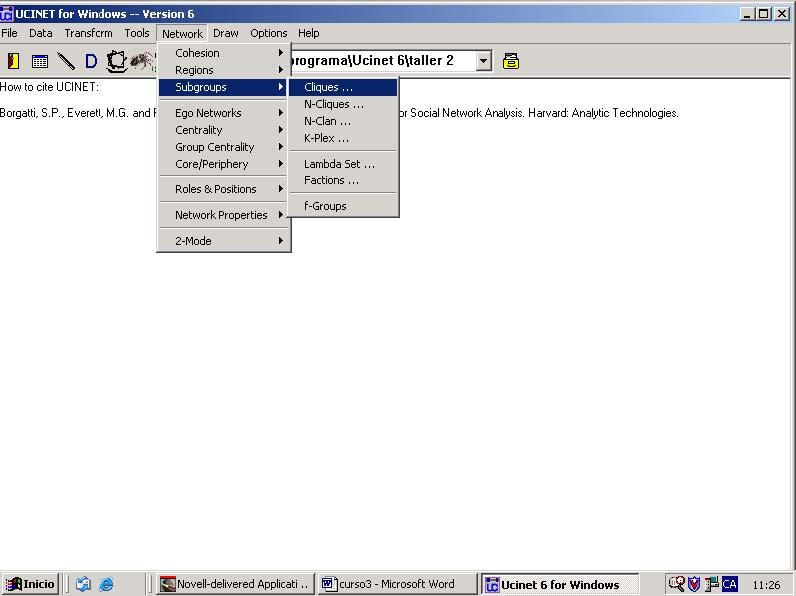 UCINET for Windows -- Version 6
File Data Transform Tools Network Draw Options Help
D programa\Ucinet 6\taller 2
How to cite UCINET:
Borgatti, S.P., Everett, M.G. and or Social Network Analysis. Harvard: Analytic Technologies.
Cohesion
Regions
Subgroups
Ego Networks
Centrality
Group Centrality
Core/Periphery
Roles & Positions
Network Properties
2-Mode
Cliques ...
N-Cliques ...
N-Clan ...
K-Plex ...
Lambda Set ...
Factions ...
f-Groups
Inicio Novell-delivered Applicati .. curso3 - Microsoft Word Ucinet 6 for Windows CA 11:26